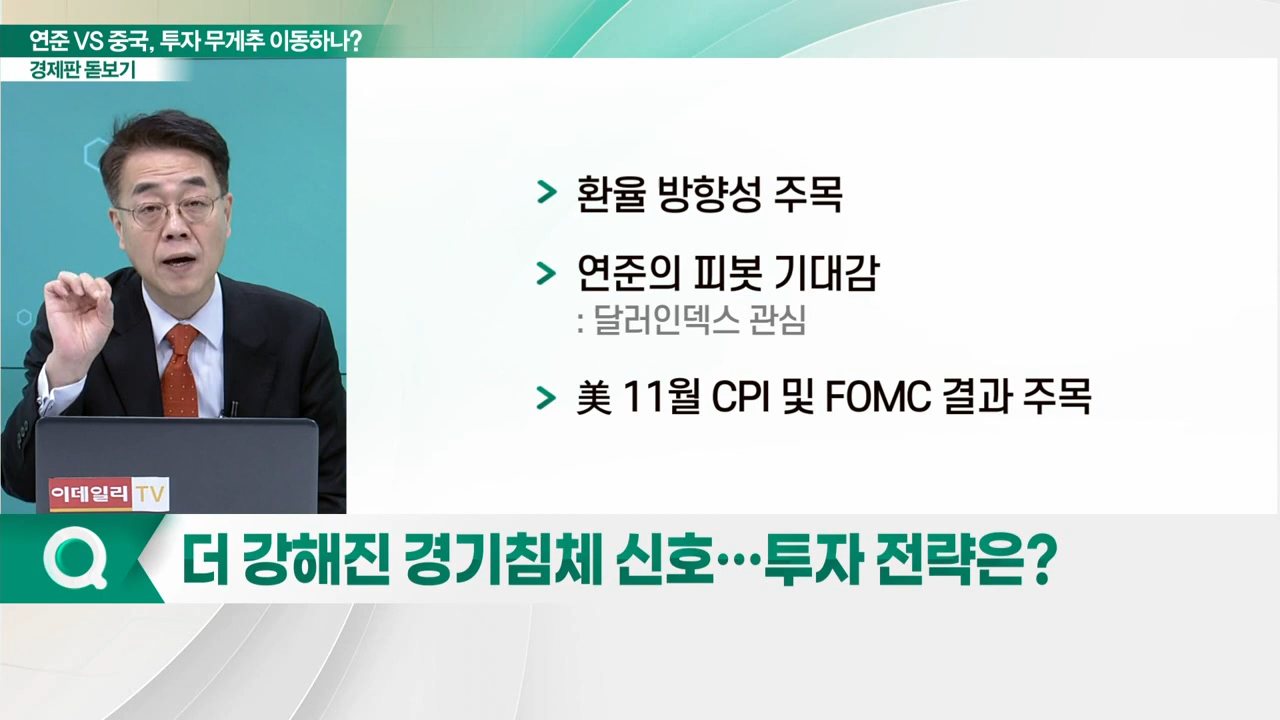 연준 VS 중국, 투자 무게추 이동하나?
경제판 돋보기
> 환율 방향성 주목
> 연준의 피봇 기대감
: 달러인덱스 관심
> 美 11월 CPI 및 FOMC 결과 주목
이데일리 TV
더 강해진 경기침체 신호…투자 전략은?